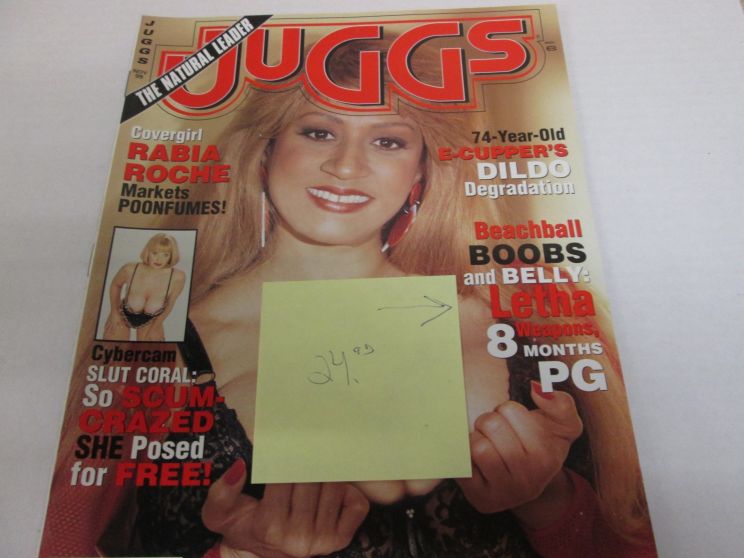 JUGGS
THE NATURAL LEADER
JUGGS
NOV
Covergirl
RABIA
ROCHE
Markets
POONFUMES!
74-Year-Old
E-CUPPER'S
DILDO
Degradation
Beachball
BOOBS
and BELLY:
Letha
Weapons,
8 MONTHS
PG
24.95
Cybercam
SLUT CORAL:
So SCUM-
CRAZED
SHE Posed
for FREE!